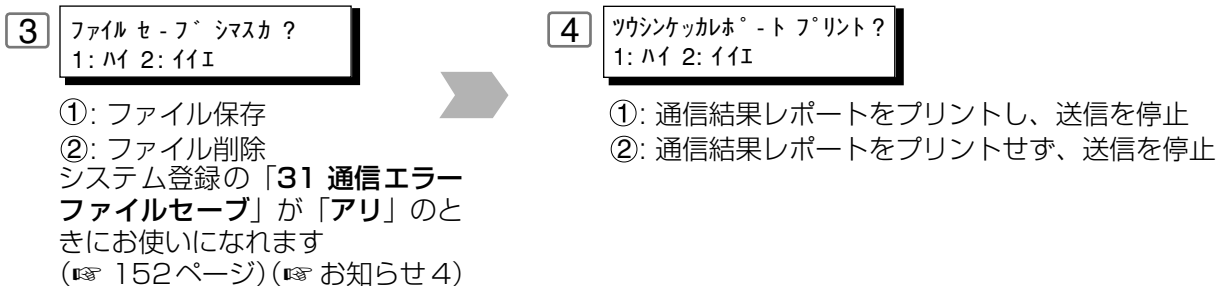 3
ﾌｧｲﾙ ｾ-ﾌﾞ ｼﾏｽｶ ?
1: ﾊｲ 2: ｲｲｴ
①: ファイル保存
②: ファイル削除
システム登録の「31 通信エラー
ファイルセーブ」が「アリ」のと
きにお使いになれます
(☞ 152ページ)(☞ お知らせ4)
4
ﾂｳｼﾝｹｯｶﾚﾎﾟ-ﾄ ﾌﾟﾘﾝﾄ ?
1: ﾊｲ 2: ｲｲｴ
①: 通信結果レポートをプリントし、送信を停止
②: 通信結果レポートをプリントせず、送信を停止